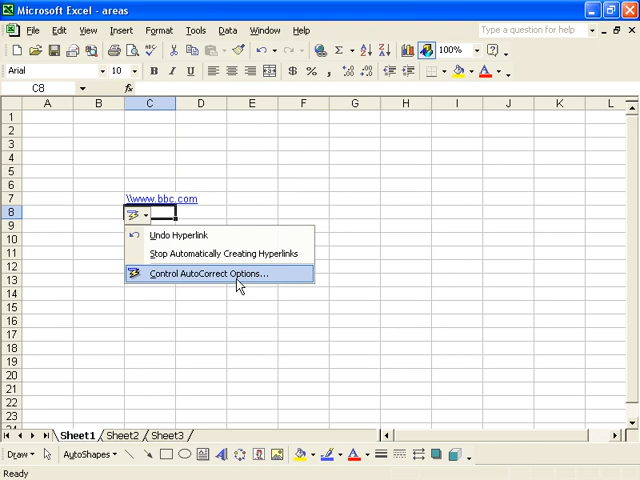 Microsoft Excel - areas
File Edit View Insert Format Tools Data Window Help Type a question for help
100%
Arial 10 B I U $ % ,
C8 fx
A B C D E F G H I J K L
1
2
3
4
5
6
7 \\www.bbc.com
8
9 Undo Hyperlink
10 Stop Automatically Creating Hyperlinks
11
12 Control AutoCorrect Options...
13
14
15
16
17
18
19
20
21
22
23
24
Sheet1 Sheet2 Sheet3
Draw AutoShapes
Ready